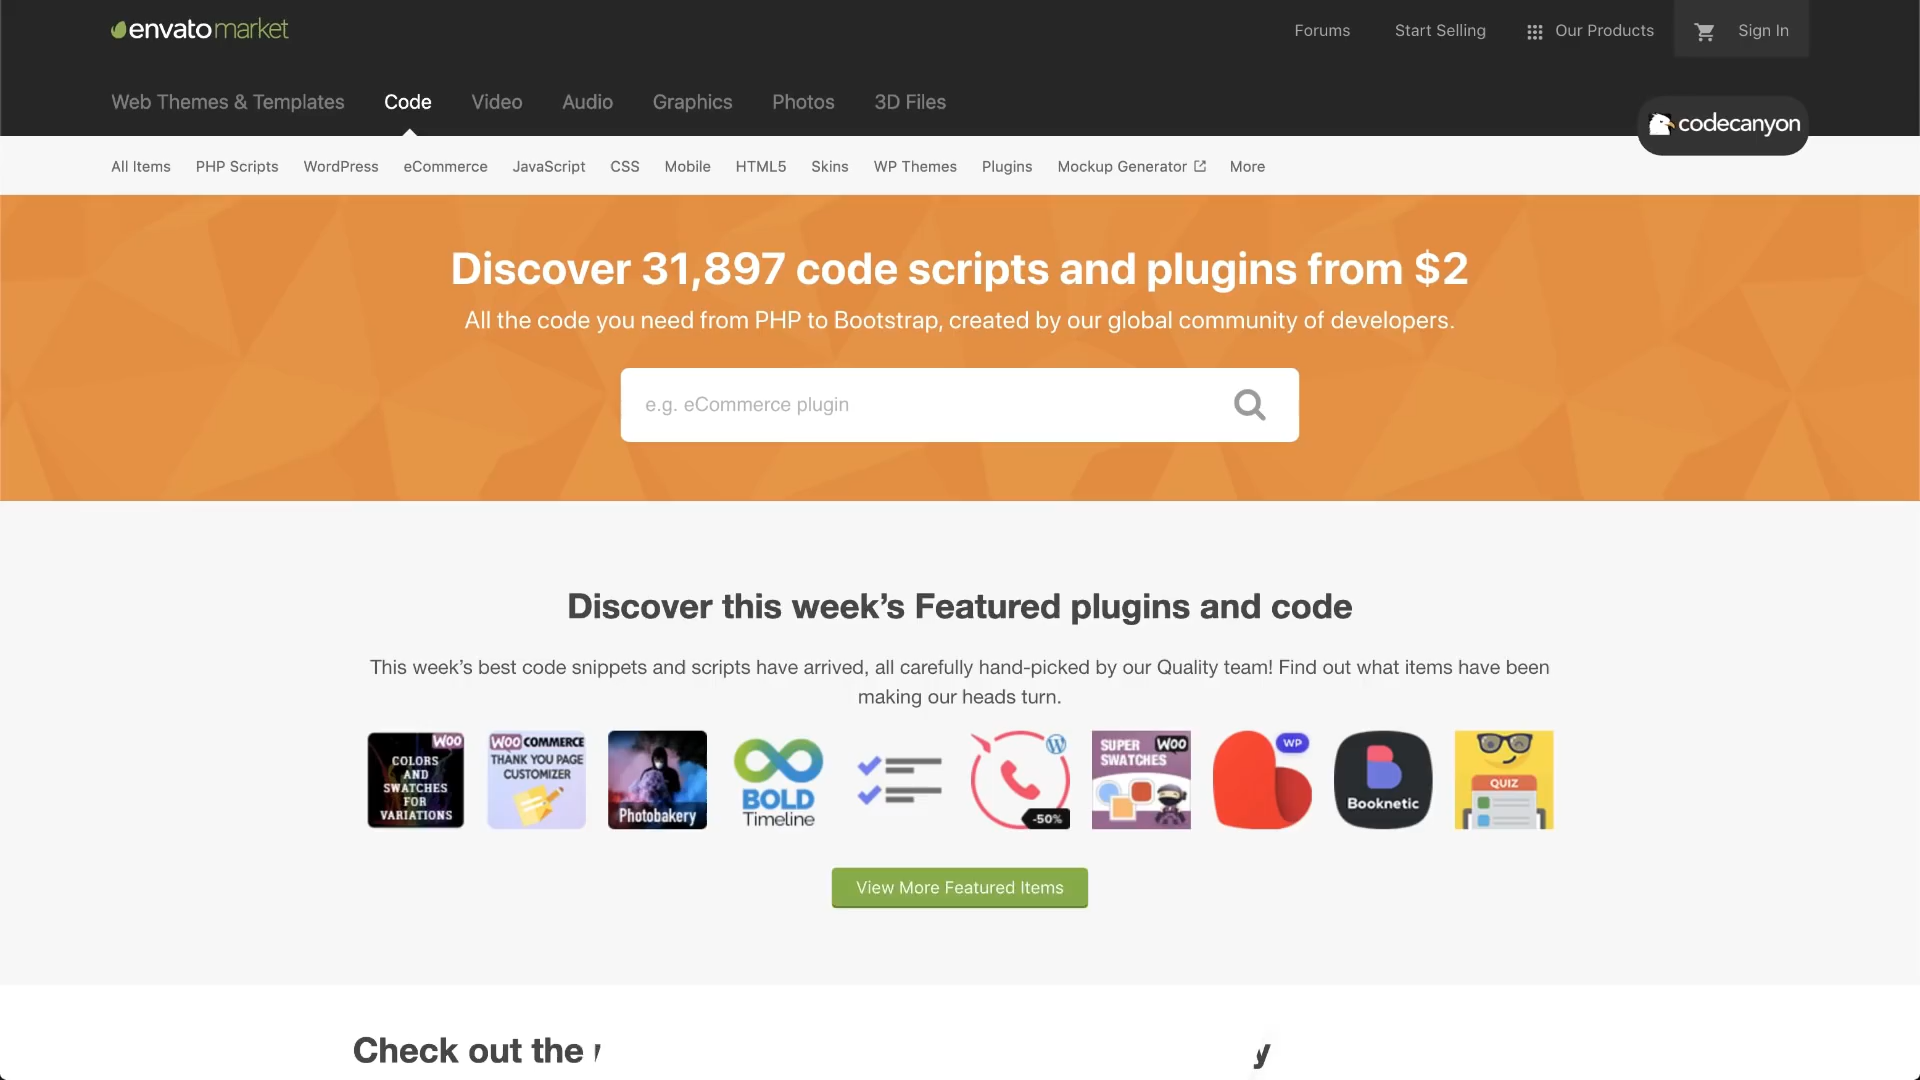 envato market
Forums
Start Selling
Our Products
Sign In
Web Themes & Templates
Code
Video
Audio
Graphics
Photos
3D Files
codecanyon
All Items
PHP Scripts
WordPress
eCommerce
JavaScript
CSS
Mobile
HTML5
Skins
WP Themes
Plugins
Mockup Generator
More
Discover 31,897 code scripts and plugins from $2
All the code you need from PHP to Bootstrap, created by our global community of developers.
e.g. eCommerce plugin
Discover this week’s Featured plugins and code
This week’s best code snippets and scripts have arrived, all carefully hand-picked by our Quality team! Find out what items have been
making our heads turn.
WOO
COLORS
AND
SWATCHES
FOR
VARIATIONS
WOO COMMERCE
THANK YOU PAGE
CUSTOMIZER
Photobakery
BOLD
Timeline
-50%
SUPER
SWATCHES
WOO
WP
Booknetic
QUIZ
View More Featured Items
Check out the